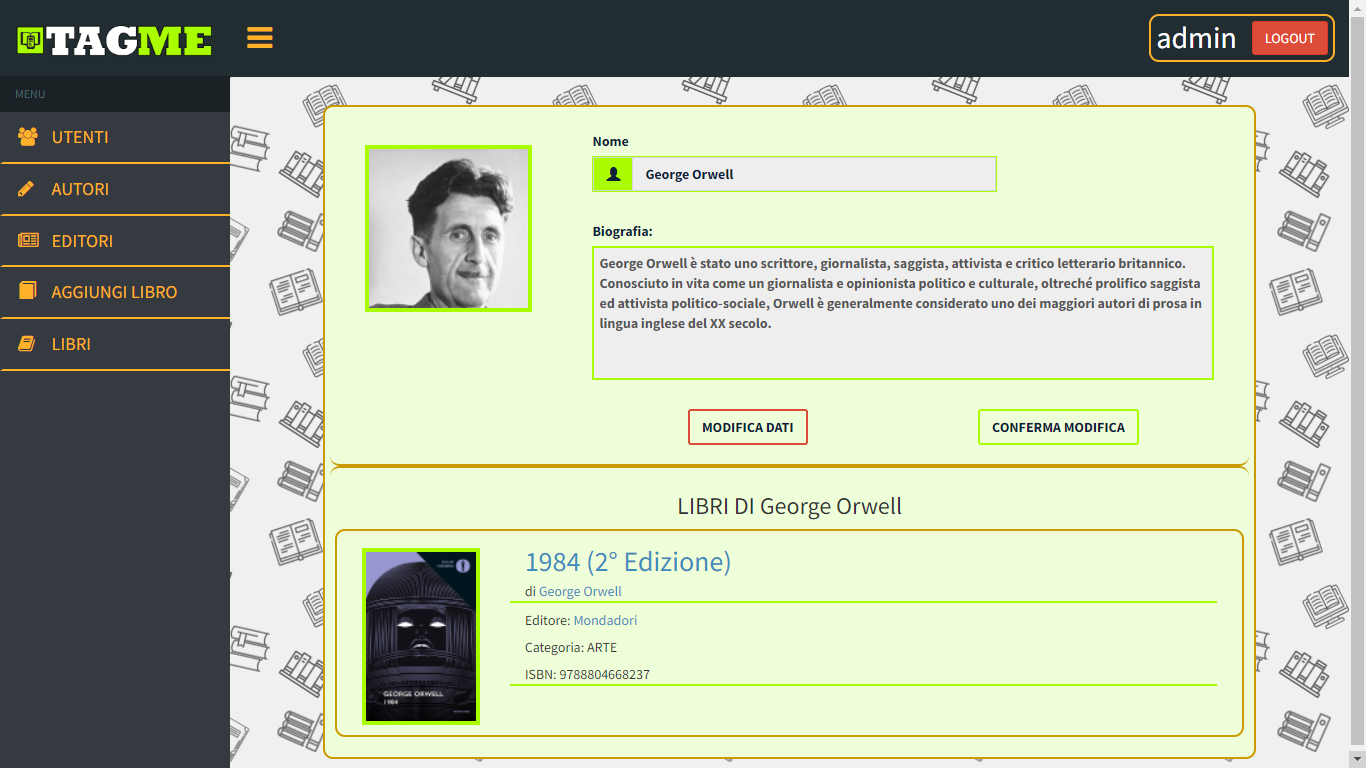 TAGME
admin
LOGOUT
MENU
UTENTI
AUTORI
EDITORI
AGGIUNGI LIBRO
LIBRI
Nome
George Orwell
Biografia:
George Orwell è stato uno scrittore, giornalista, saggista, attivista e critico letterario britannico.
Conosciuto in vita come un giornalista e opinionista politico e culturale, oltreché prolifico saggista
ed attivista politico-sociale, Orwell è generalmente considerato uno dei maggiori autori di prosa in
lingua inglese del XX secolo.
MODIFICA DATI
CONFERMA MODIFICA
LIBRI DI George Orwell
GEORGE ORWELL
1984
1984 (2° Edizione)
di George Orwell
Editore: Mondadori
Categoria: ARTE
ISBN: 9788804668237